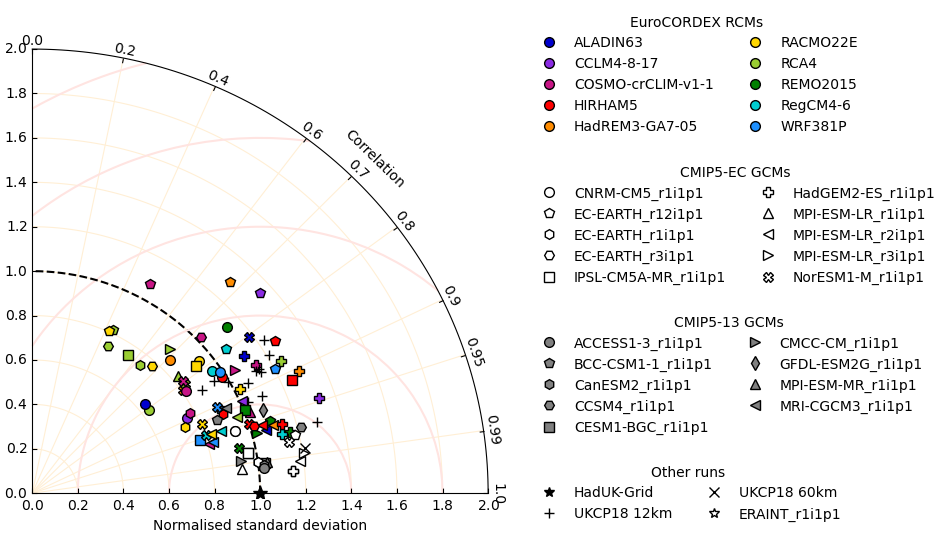 EuroCORDEX RCMs
ALADIN63 RACMO22E
CCLM4-8-17 RCA4
COSMO-crCLIM-v1-1 REMO2015
HIRHAM5 RegCM4-6
HadREM3-GA7-05 WRF381P
CMIP5-EC GCMs
CNRM-CM5_r1i1p1 HadGEM2-ES_r1i1p1
EC-EARTH_r12i1p1 MPI-ESM-LR_r1i1p1
EC-EARTH_r1i1p1 MPI-ESM-LR_r2i1p1
EC-EARTH_r3i1p1 MPI-ESM-LR_r3i1p1
IPSL-CM5A-MR_r1i1p1 NorESM1-M_r1i1p1
CMIP5-13 GCMs
ACCESS1-3_r1i1p1 CMCC-CM_r1i1p1
BCC-CSM1-1_r1i1p1 GFDL-ESM2G_r1i1p1
CanESM2_r1i1p1 MPI-ESM-MR_r1i1p1
CCSM4_r1i1p1 MRI-CGCM3_r1i1p1
CESM1-BGC_r1i1p1
Other runs
HadUK-Grid UKCP18 60km
UKCP18 12km ERAINT_r1i1p1
Correlation
0.0
0.2
0.4
0.6
0.7
0.8
0.9
0.95
0.99
1.0
2.0
1.8
1.6
1.4
1.2
1.0
0.8
0.6
0.4
0.2
0.0
0.0 0.2 0.4 0.6 0.8 1.0 1.2 1.4 1.6 1.8 2.0
Normalised standard deviation